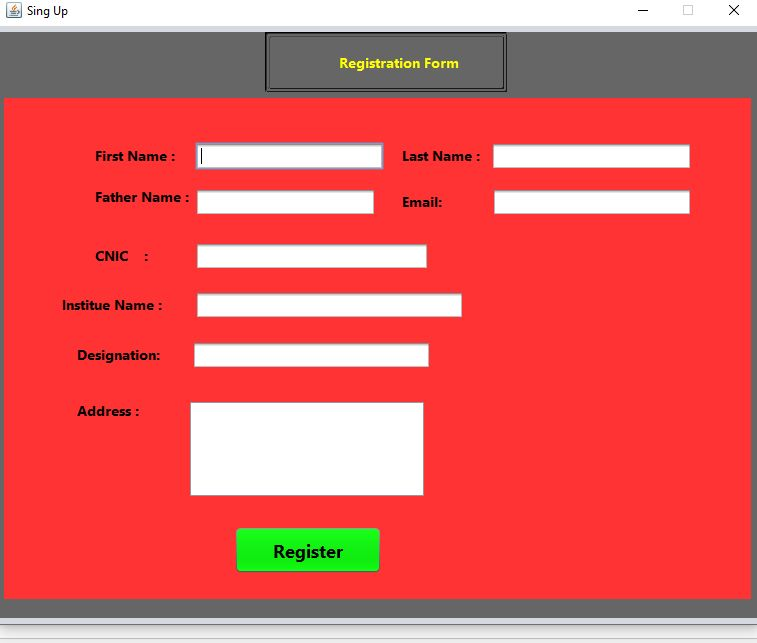 Sing Up
Registration Form
First Name :
Last Name :
Father Name :
Email:
CNIC :
Institue Name :
Designation:
Address :
Register